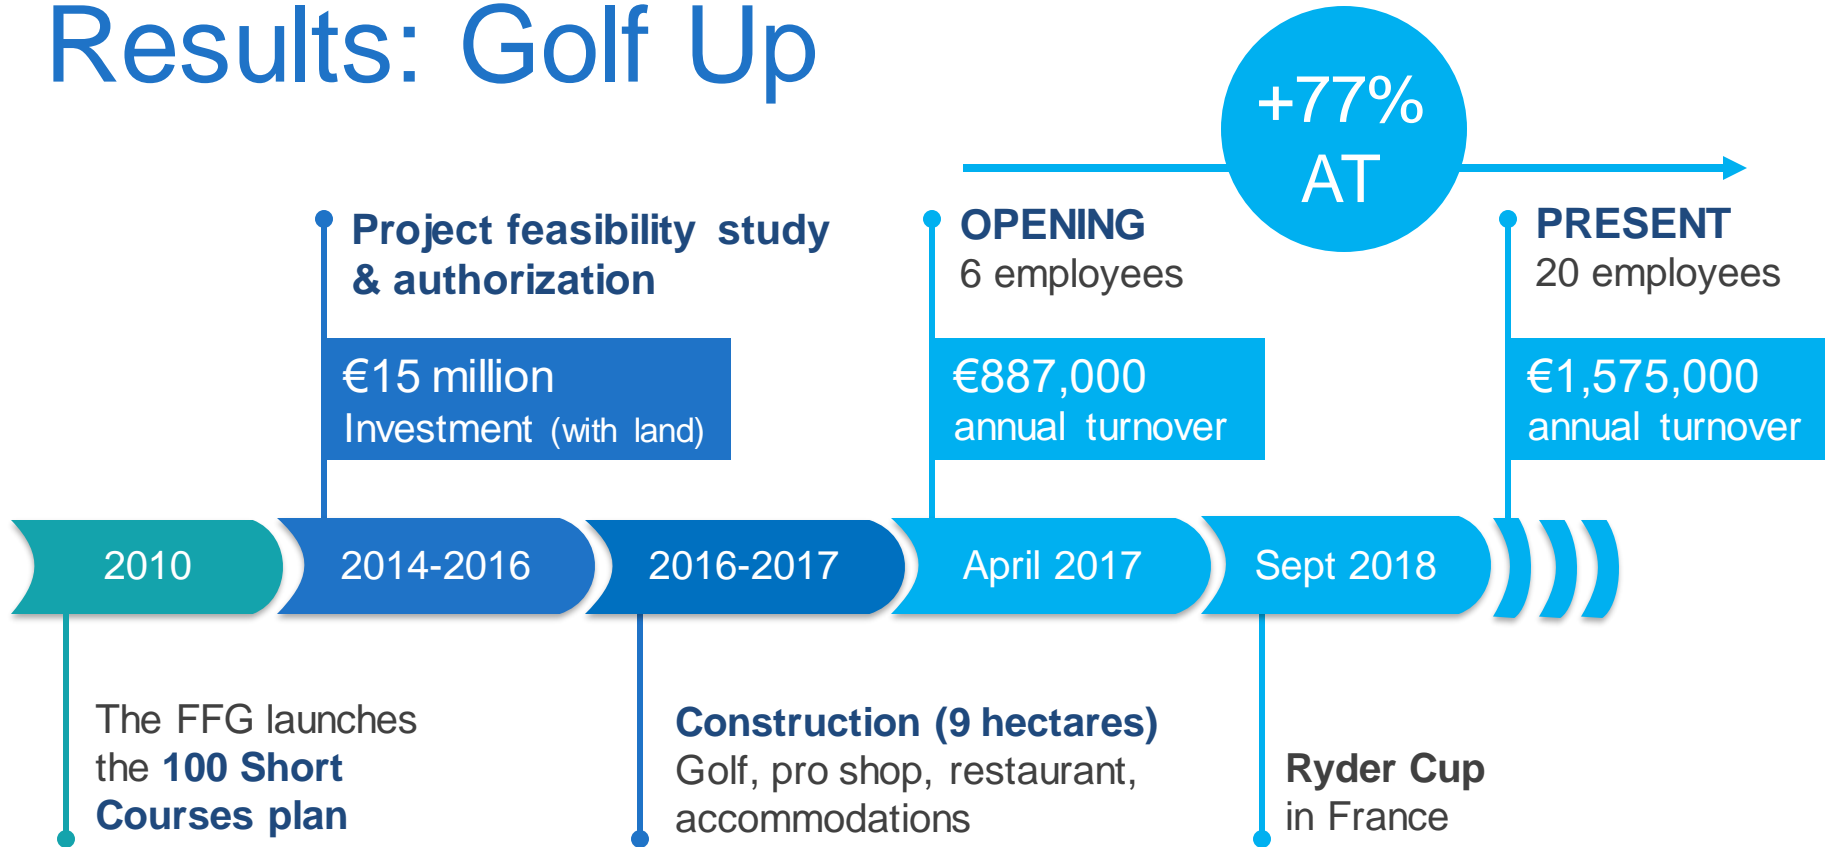 Results: Golf Up
+77%
AT
Project feasibility study
& authorization
€15 million
Investment (with land)
OPENING
6 employees
€887,000
annual turnover
PRESENT
20 employees
€1,575,000
annual turnover
2010
2014-2016
2016-2017
April 2017
Sept 2018
The FFG launches
the 100 Short
Courses plan
Construction (9 hectares)
Golf, pro shop, restaurant,
accommodations
Ryder Cup
in France